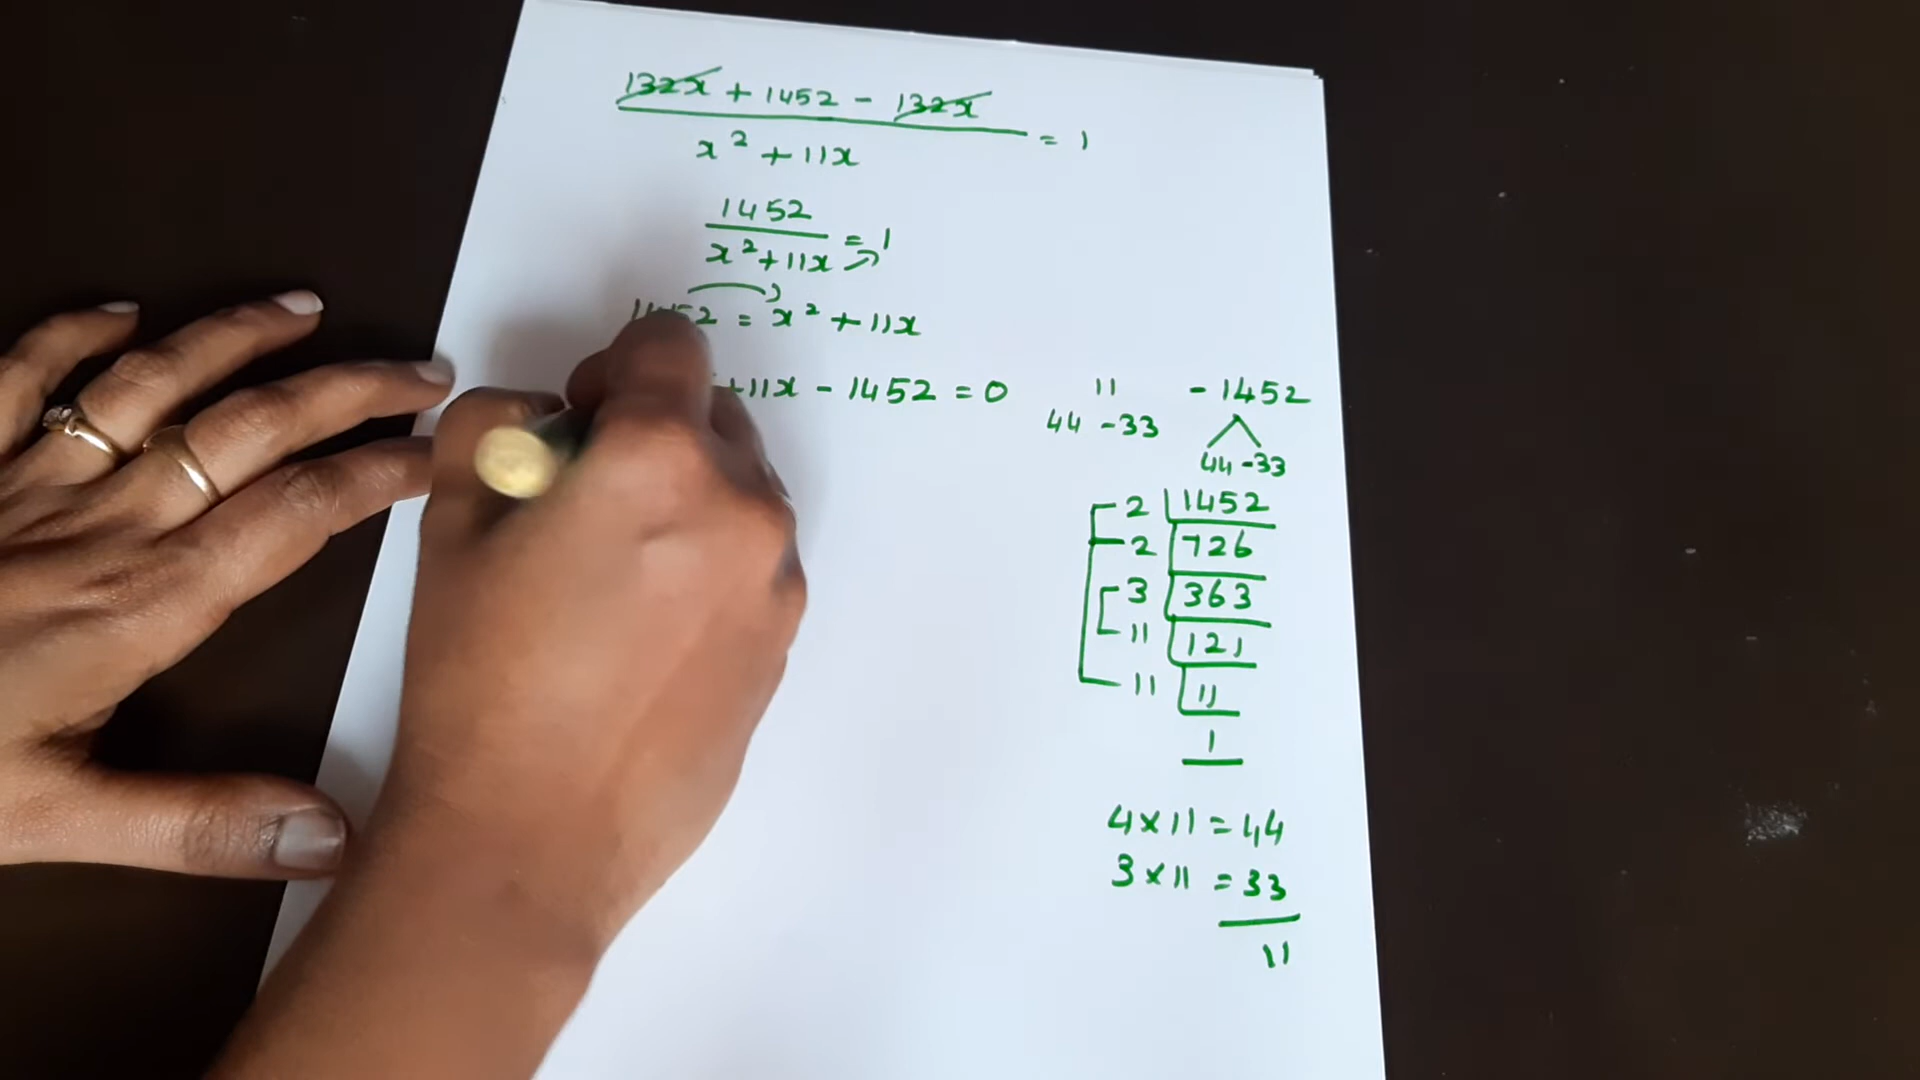 132x + 1452 - 132x
x² + 11x = 1
1452
x² + 11x = 1
1452 = x² + 11x
+11x - 1452 = 0
11 - 1452
44 -33
44 -33
2 1452
2 726
3 363
11 121
11 11
1
4 × 11 = 44
3 × 11 = 33
11